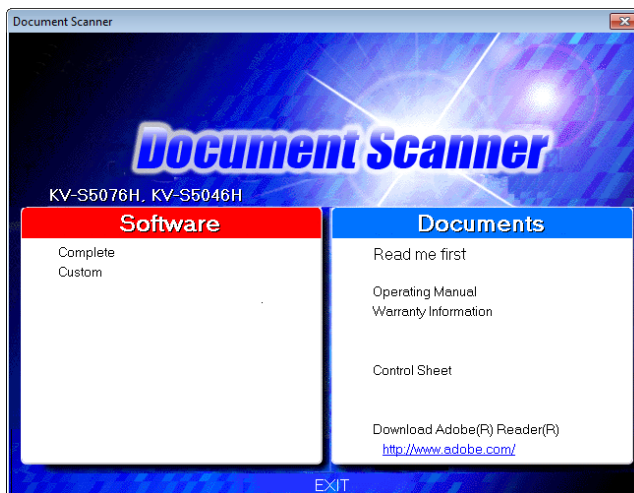 Document Scanner
Document Scanner
KV-S5076H, KV-S5046H
Software
Complete
Custom
Documents
Read me first
Operating Manual
Warranty Information
Control Sheet
Download Adobe(R) Reader(R)
http://www.adobe.com/
EXIT